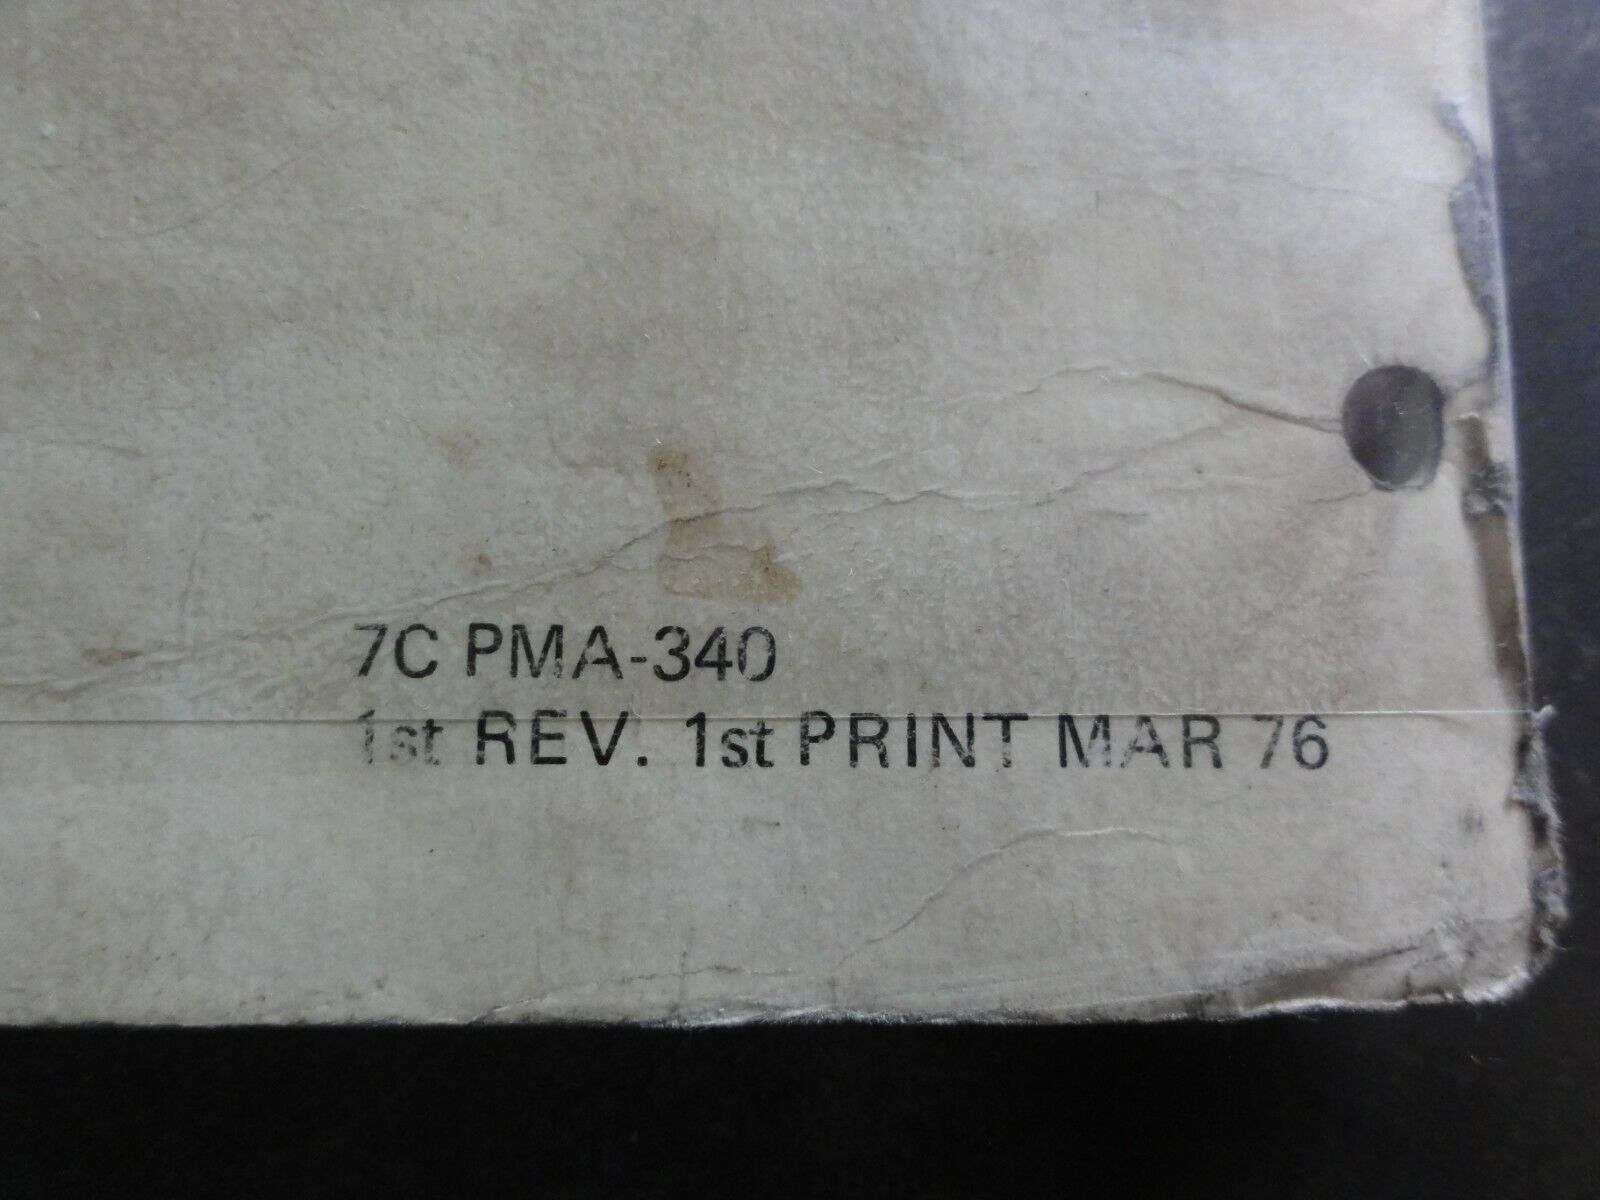 7C PMA-340
1st REV. 1st PRINT MAR 76